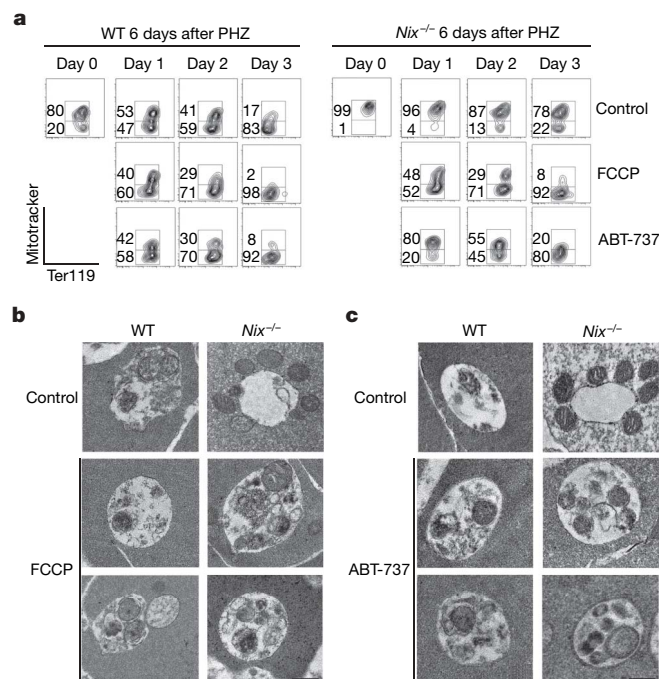 a
WT 6 days after PHZ
Nix–/– 6 days after PHZ
Day 0 Day 1 Day 2 Day 3
Day 0 Day 1 Day 2 Day 3
80 53 41 17 99 96 87 78 Control
20 47 59 83 1 4 13 22
40 29 2 48 29 8 FCCP
60 71 98 52 71 92
42 30 8 80 55 20 ABT-737
58 70 92 20 45 80
Mitotracker
Ter119
b
WT Nix–/–
Control
FCCP
c
WT Nix–/–
Control
ABT-737